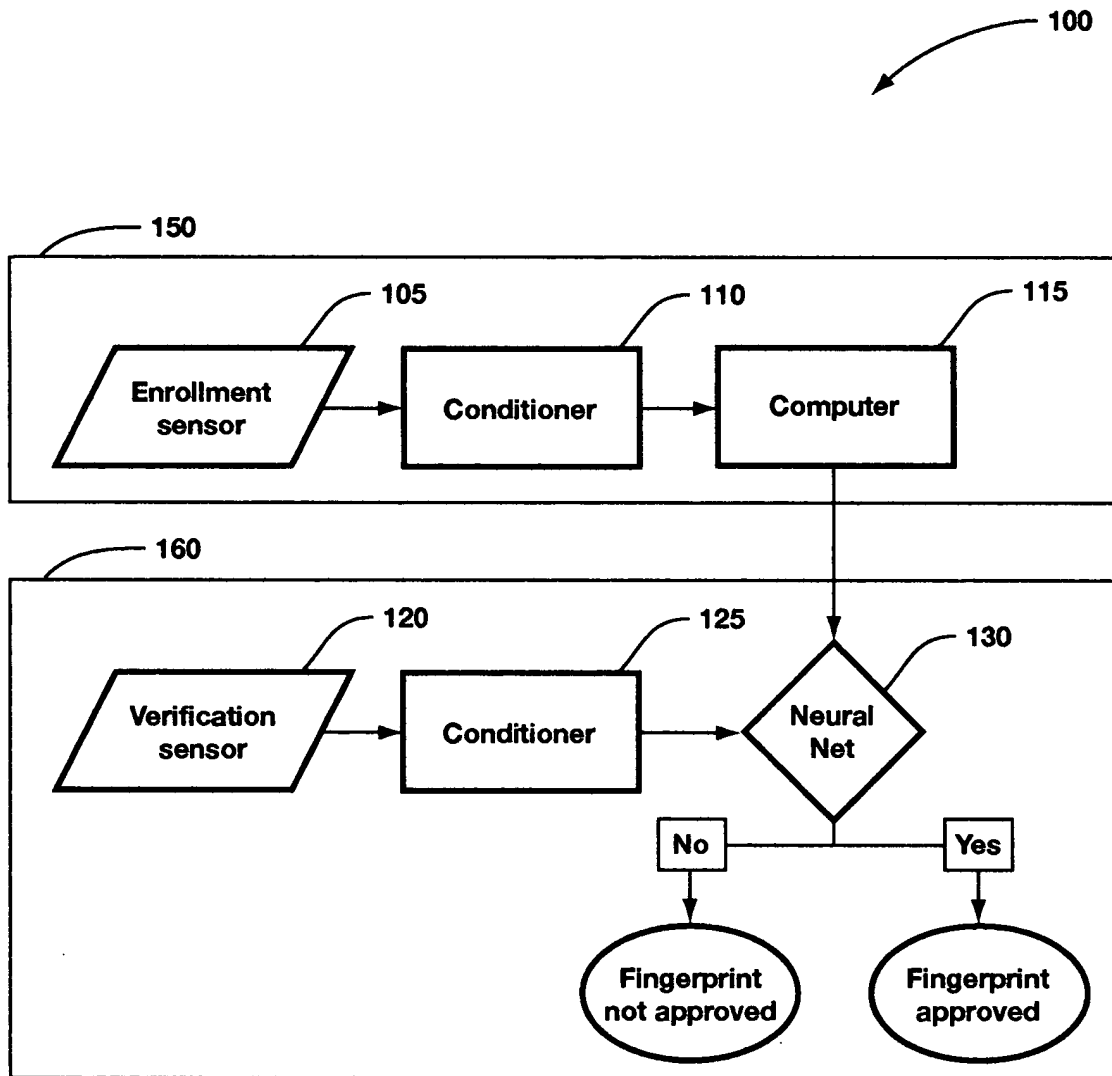 100
150
105
110
115
Enrollment
sensor
Conditioner
Computer
160
120
125
130
Verification
sensor
Conditioner
Neural
Net
No
Yes
Fingerprint
not approved
Fingerprint
approved